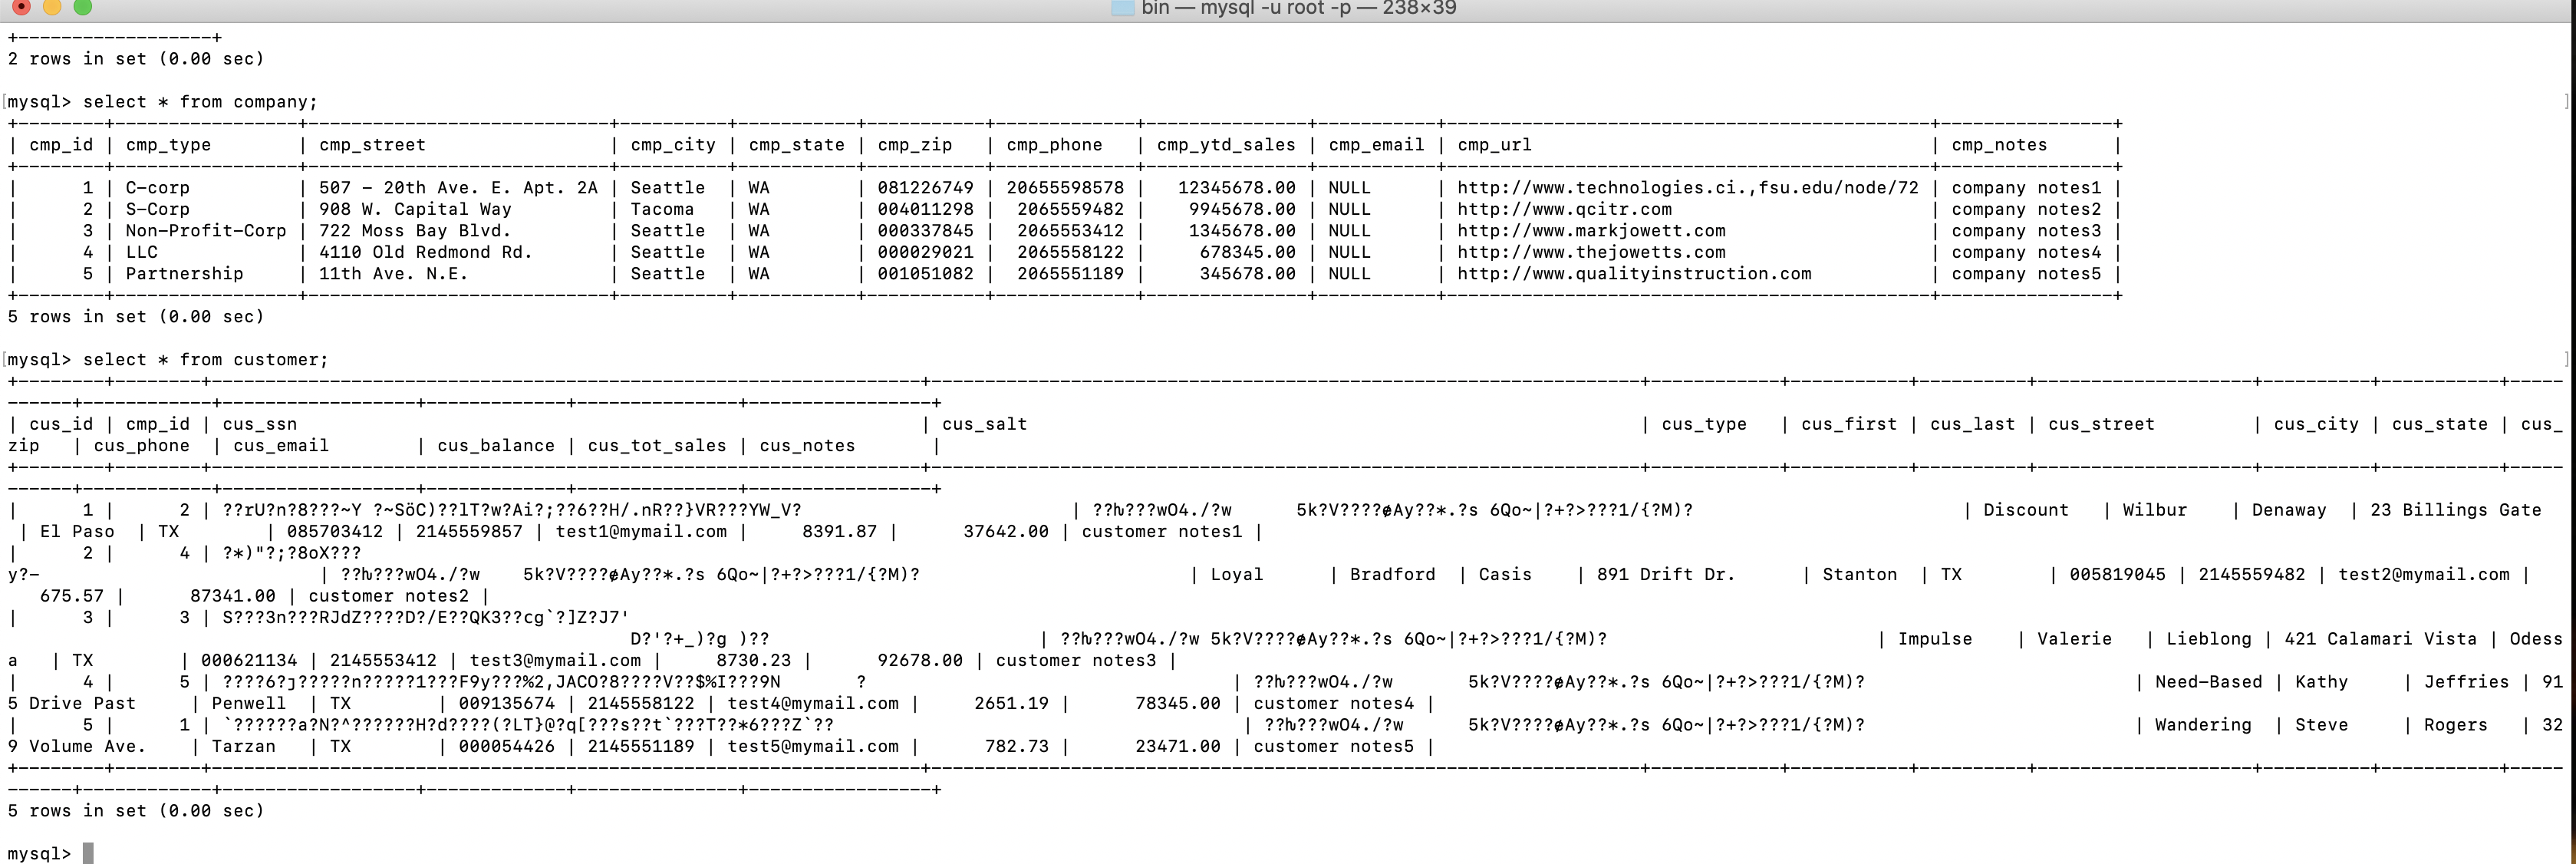 bin — mysql -u root -p — 238×39
+-------------------+
2 rows in set (0.00 sec)
mysql> select * from company;
| cmp_id | cmp_type | cmp_street | cmp_city | cmp_state | cmp_zip | cmp_phone | cmp_ytd_sales | cmp_email | cmp_url | cmp_notes |
| 1 | C-corp | 507 - 20th Ave. E. Apt. 2A | Seattle | WA | 081226749 | 20655598578 | 12345678.00 | NULL | http://www.technologies.ci.,fsu.edu/node/72 | company notes1 |
| 2 | S-Corp | 908 W. Capital Way | Tacoma | WA | 004011298 | 2065559482 | 9945678.00 | NULL | http://www.qcitr.com | company notes2 |
| 3 | Non-Profit-Corp | 722 Moss Bay Blvd. | Seattle | WA | 000337845 | 2065553412 | 1345678.00 | NULL | http://www.markjowett.com | company notes3 |
| 4 | LLC | 4110 Old Redmond Rd. | Seattle | WA | 000029021 | 2065558122 | 678345.00 | NULL | http://www.thejowetts.com | company notes4 |
| 5 | Partnership | 11th Ave. N.E. | Seattle | WA | 001051082 | 2065551189 | 345678.00 | NULL | http://www.qualityinstruction.com | company notes5 |
5 rows in set (0.00 sec)
mysql> select * from customer;
| cus_id | cmp_id | cus_ssn | cus_salt | cus_type | cus_first | cus_last | cus_street | cus_city | cus_state | cus_
zip | cus_phone | cus_email | cus_balance | cus_tot_sales | cus_notes |
| 1 | 2 | ??rU?n?8???~Y ?~SöC)??lT?w?Ai?;??6??H/.nR??}VR???YW_V? | ??ƕ???wO4./?w 5k?V????ɇAy??*.?s 6Qo~|?+?>???1/{?M)? | Discount | Wilbur | Denaway | 23 Billings Gate
| El Paso | TX | 085703412 | 2145559857 | test1@mymail.com | 8391.87 | 37642.00 | customer notes1 |
| 2 | 4 | ?*)"?;?8oX???
y?- | ??ƕ???wO4./?w 5k?V????ɇAy??*.?s 6Qo~|?+?>???1/{?M)? | Loyal | Bradford | Casis | 891 Drift Dr. | Stanton | TX | 005819045 | 2145559482 | test2@mymail.com |
675.57 | 87341.00 | customer notes2 |
| 3 | 3 | S???3n???RJdZ????D?/E??QK3??cg`?]Z?J7'
D?'?+_)?g )?? | ??ƕ???wO4./?w 5k?V????ɇAy??*.?s 6Qo~|?+?>???1/{?M)? | Impulse | Valerie | Lieblong | 421 Calamari Vista | Odess
a | TX | 000621134 | 2145553412 | test3@mymail.com | 8730.23 | 92678.00 | customer notes3 |
| 4 | 5 | ????6?ȷ?????n?????1???F9y???%2,JACO?8????V??$%I???9N ? | ??ƕ???wO4./?w 5k?V????ɇAy??*.?s 6Qo~|?+?>???1/{?M)? | Need-Based | Kathy | Jeffries | 91
5 Drive Past | Penwell | TX | 009135674 | 2145558122 | test4@mymail.com | 2651.19 | 78345.00 | customer notes4 |
| 5 | 1 | `??????a?N?^??????H?d????(?LT}@?q[???s??t`???T??*6???Z`?? | ??ƕ???wO4./?w 5k?V????ɇAy??*.?s 6Qo~|?+?>???1/{?M)? | Wandering | Steve | Rogers | 32
9 Volume Ave. | Tarzan | TX | 000054426 | 2145551189 | test5@mymail.com | 782.73 | 23471.00 | customer notes5 |
5 rows in set (0.00 sec)
mysql>